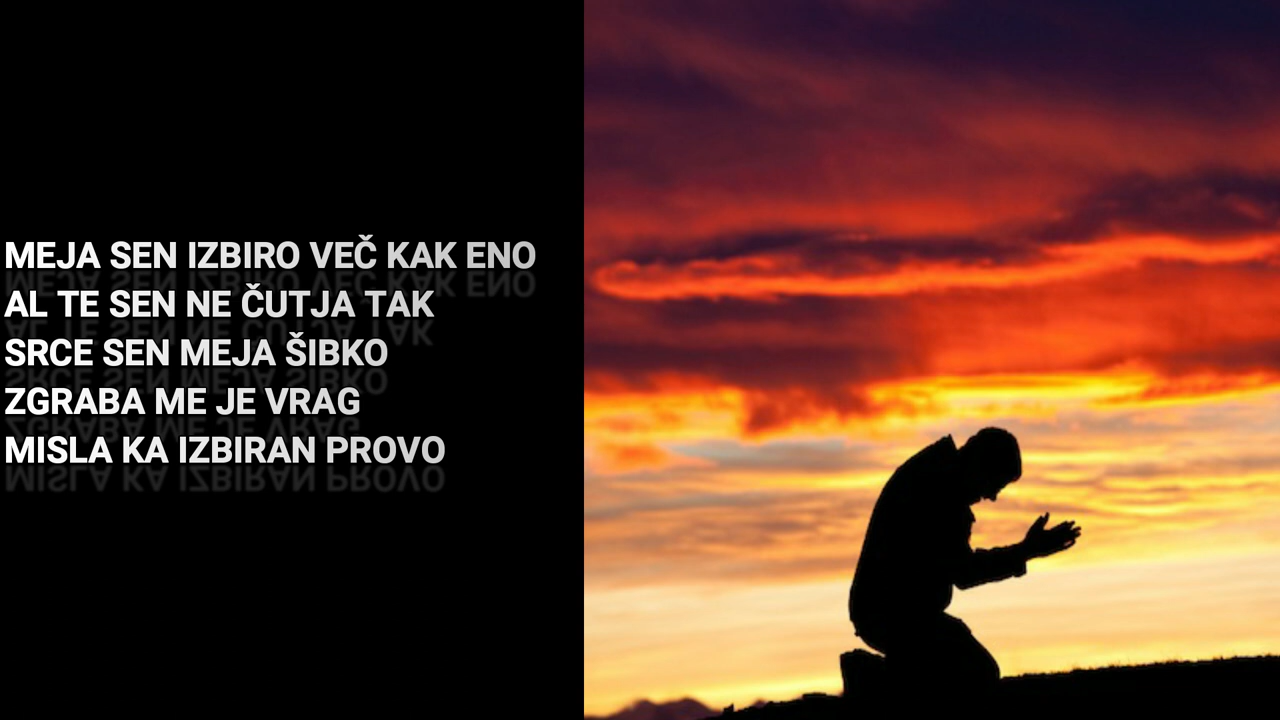 MEJA SEN IZBIRO VEČ KAK ENO
AL TE SEN NE ČUTJA TAK
SRCE SEN MEJA ŠIBKO
ZGRABA ME JE VRAG
MISLA KA IZBIRAN PROVO